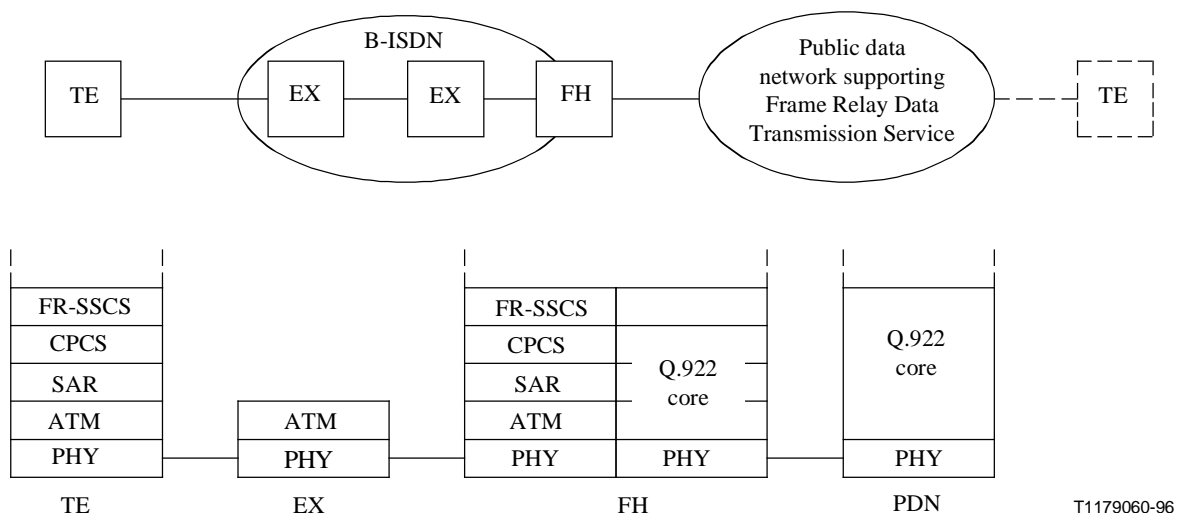 B-ISDN
TE
EX
EX
FH
Public data
network supporting
Frame Relay Data
Transmission Service
TE
FR-SSCS
CPCS
SAR
ATM
PHY
TE
ATM
PHY
EX
FR-SSCS
CPCS
SAR
ATM
PHY
Q.922
core
PHY
FH
Q.922
core
PHY
PDN
T1179060-96